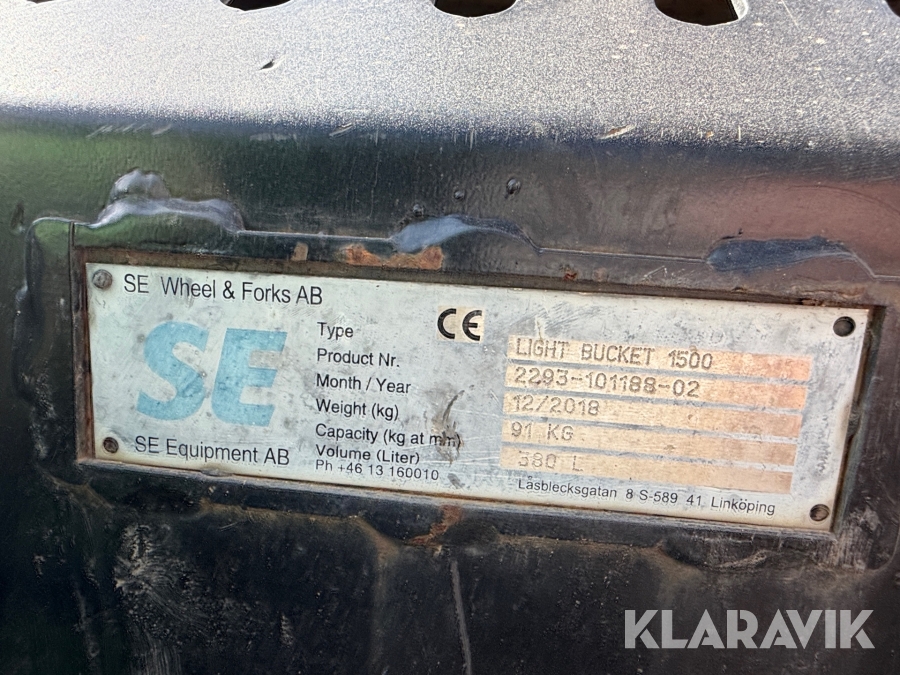 SE Wheel & Forks AB
SE
SE Equipment AB
CE
Type LIGHT BUCKET 1500
Product Nr. 2293-101188-02
Month / Year 12/2018
Weight (kg) 91 KG
Capacity (kg at mm)
Volume (Liter) 380 L
Ph +46 13 160010
Låsblecksgatan 8 S-589 41 Linköping
KLARAVIK